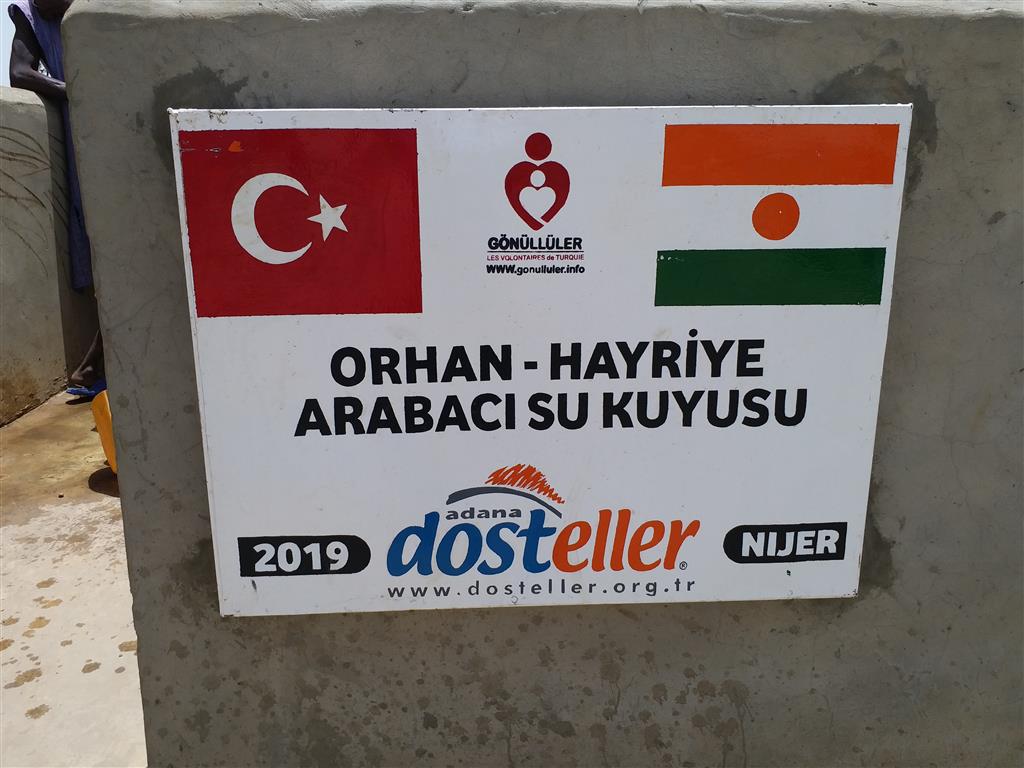 GÖNÜLLÜLER
LES VOLONTAIRES de TURQUIE
www.gonulluler.info
ORHAN - HAYRİYE
ARABACI SU KUYUSU
adana
dosteller®
www.dosteller.org.tr
2019
NIJER